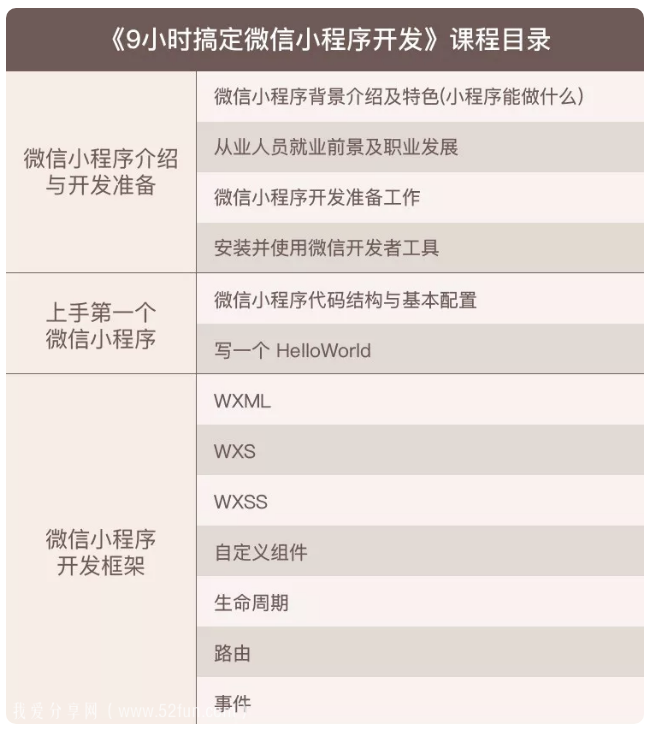 《9小时搞定微信小程序开发》课程目录
微信小程序介绍
与开发准备
微信小程序背景介绍及特色(小程序能做什么)
从业人员就业前景及职业发展
微信小程序开发准备工作
安装并使用微信开发者工具
上手第一个
微信小程序
微信小程序代码结构与基本配置
写一个 HelloWorld
微信小程序
开发框架
WXML
WXS
WXSS
自定义组件
生命周期
路由
事件
我爱分享网（www.52fun